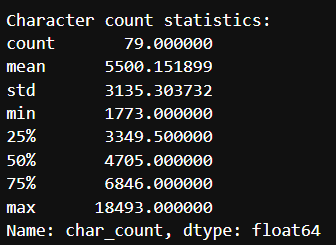 Character count statistics:
count       79.000000
mean      5500.151899
std       3135.303732
min       1773.000000
25%       3349.500000
50%       4705.000000
75%       6846.000000
max      18493.000000
Name: char_count, dtype: float64